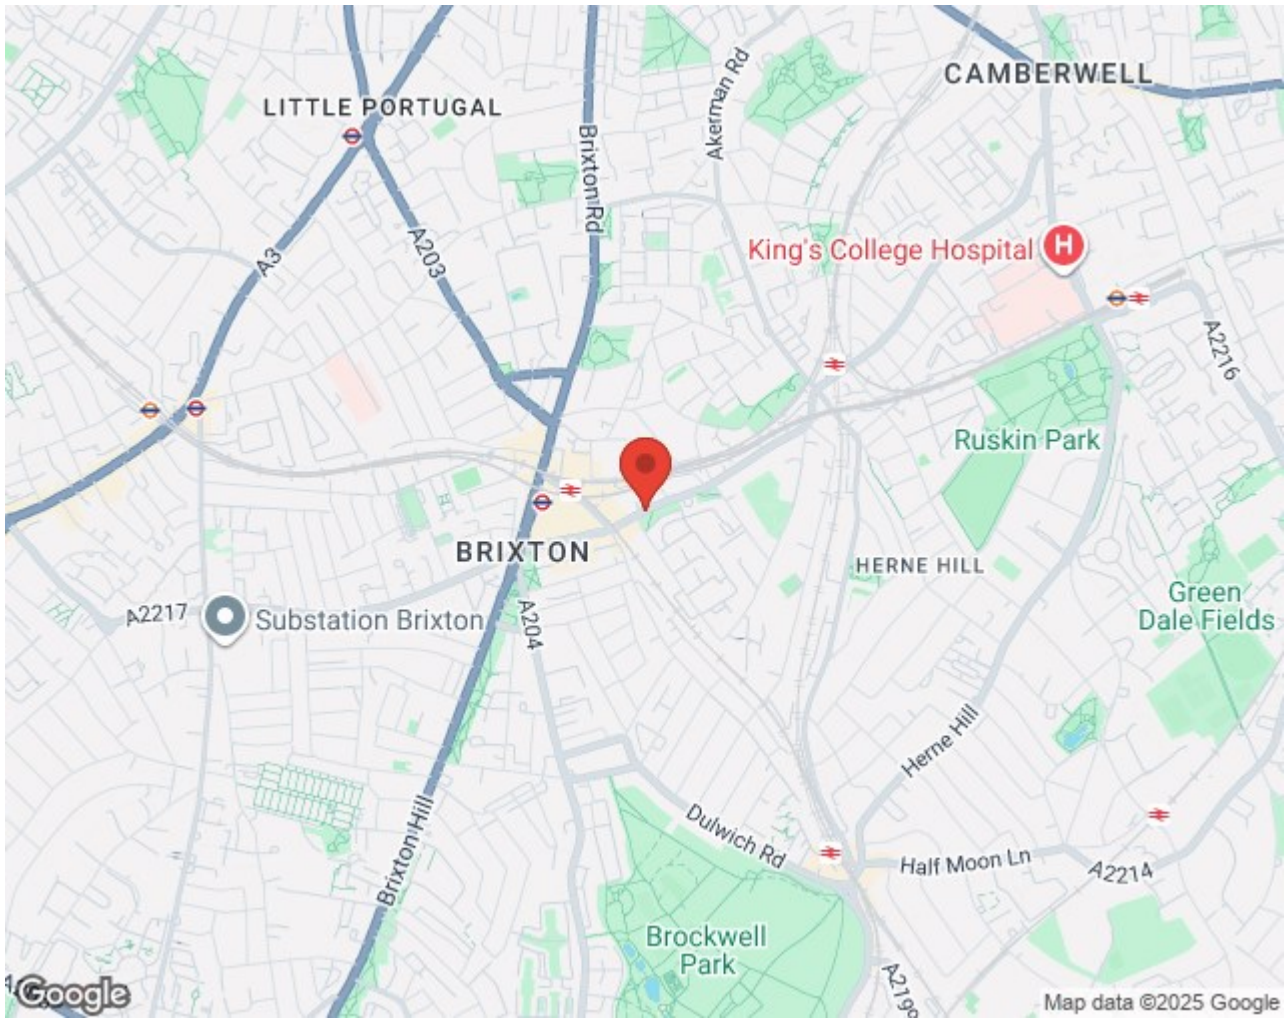 CAMBERWELL
LITTLE PORTUGAL
Akerman Rd
Brixton Rd
King's College Hospital
H
A3
A203
A2216
Ruskin Park
BRIXTON
HERNE HILL
Green
Dale Fields
A2217
Substation Brixton
A204
Herne Hill
Brixton Hill
Dulwich Rd
Half Moon Ln
A2214
Brockwell
Park
Google
Map data ©2025 Google